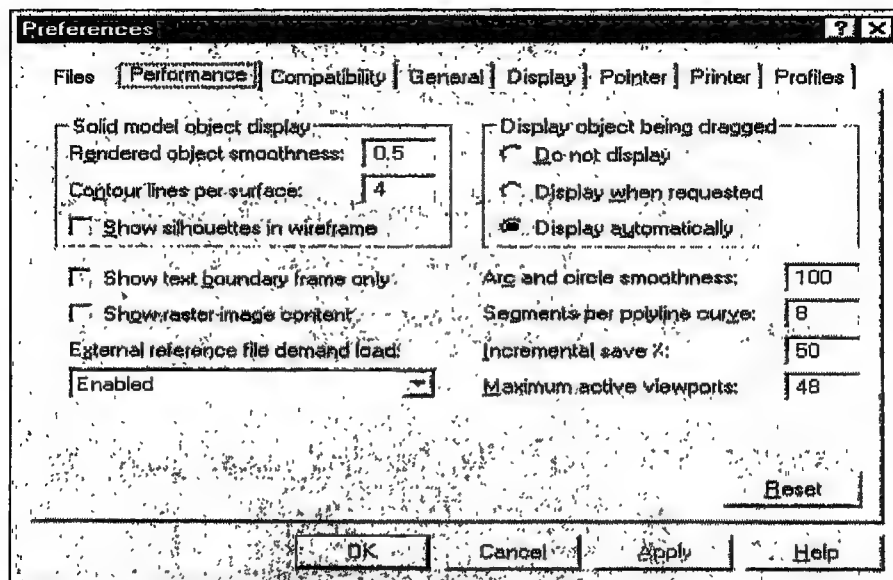 Preferences ? X
Files Performance Compatibility General Display Pointer Printer Profiles
Solid model object display
Rendered object smoothness: 0.5
Contour lines per surface: 4
Show silhouettes in wireframe
Display object being dragged
Do not display
Display when requested
Display automatically
Show text boundary frame only
Show raster image content
External reference file demand load:
Enabled
Arc and circle smoothness: 100
Segments per polyline curve: 8
Incremental save %: 50
Maximum active viewports: 48
Reset
OK Cancel Apply Help